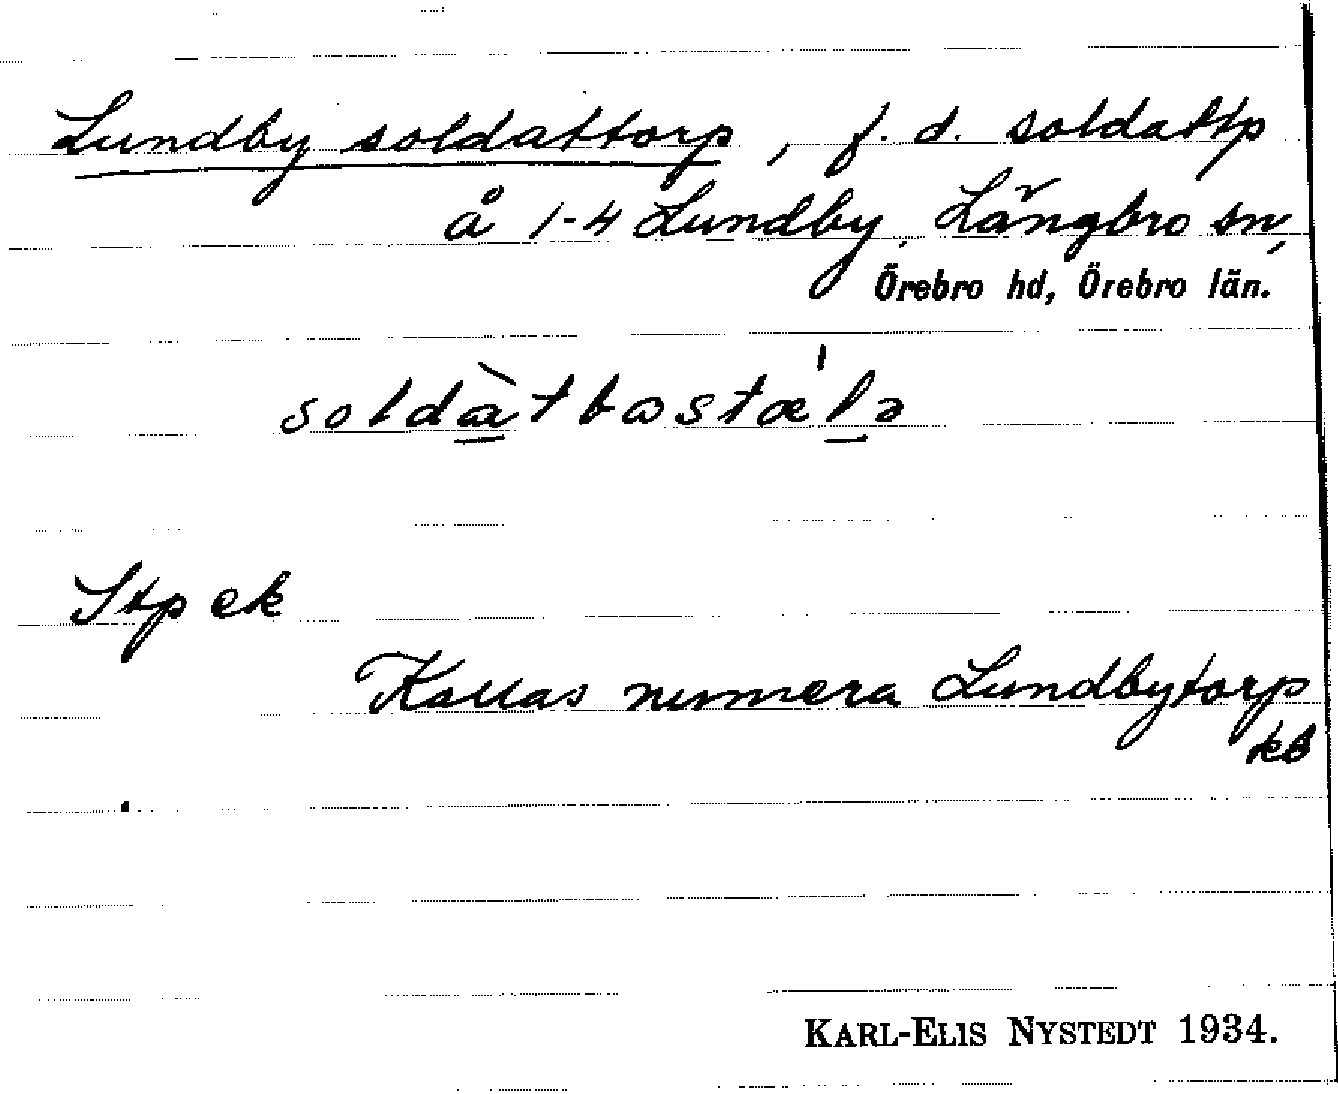 Lundby soldattorp, f. d. soldattp
å 1-4 Lundby, Längbro sn,
Örebro hd, Örebro län.
soldàtbostæ̍lə
Stp ek
Kallas numera Lundbytorp
kb
KARL-ELIS NYSTEDT 1934.